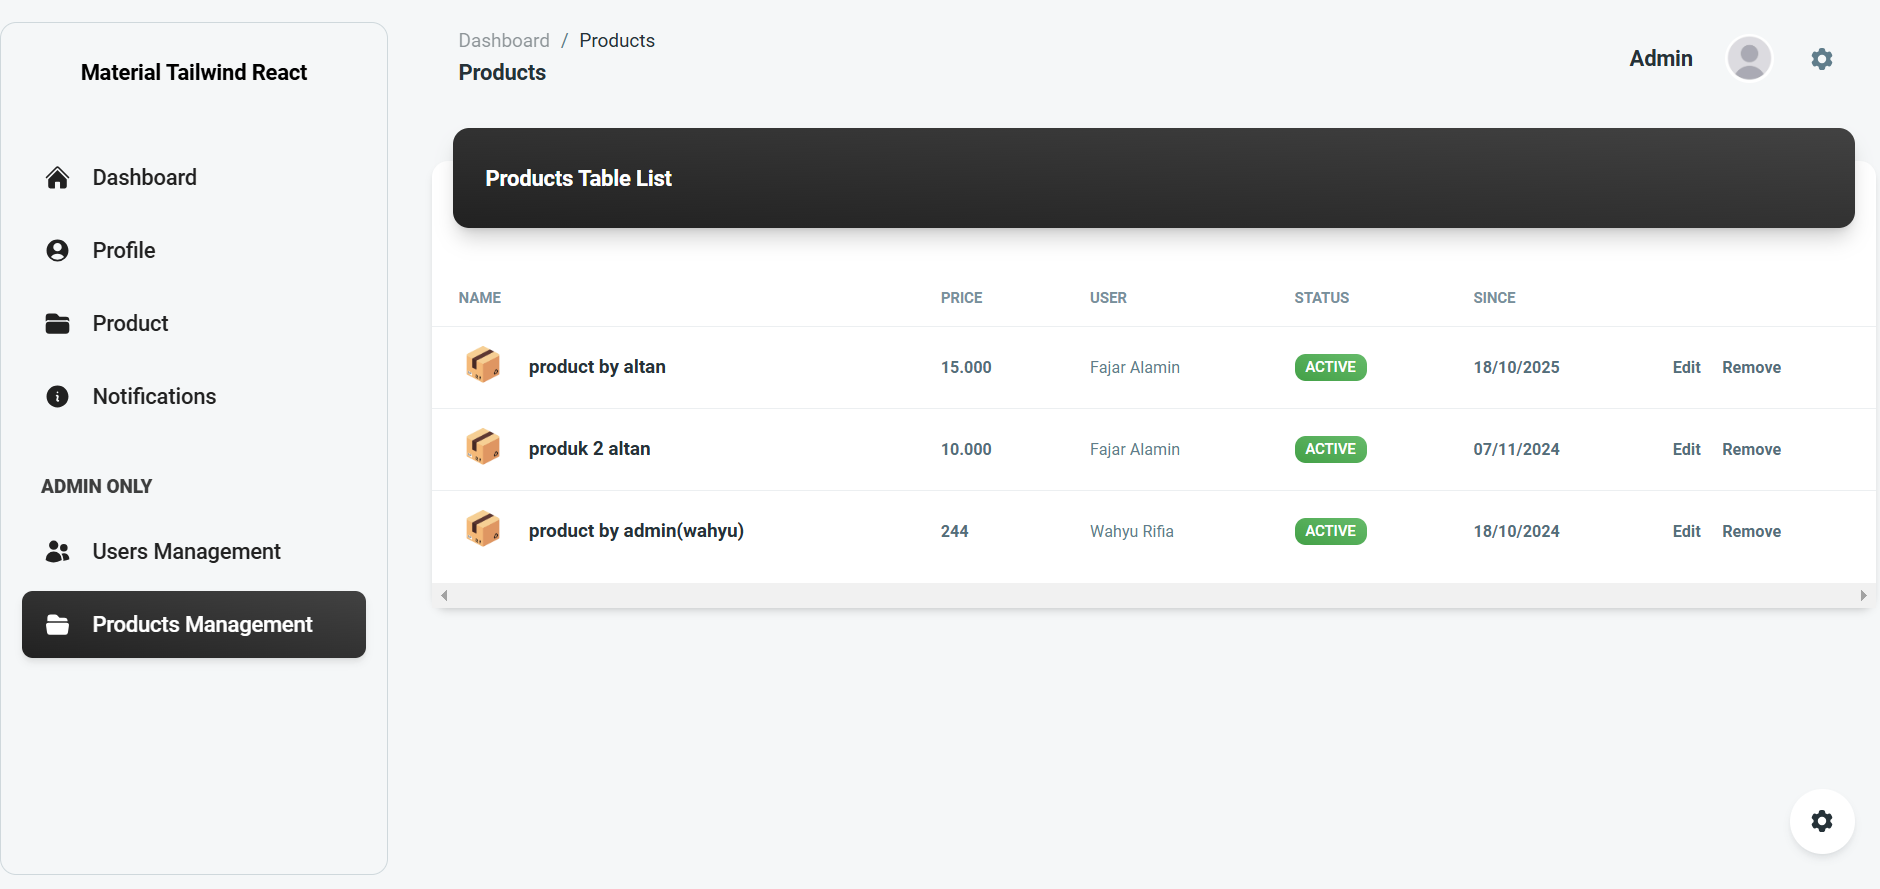 Material Tailwind React
Dashboard
Profile
Product
Notifications
ADMIN ONLY
Users Management
Products Management
Dashboard / Products
Products
Admin
Products Table List
NAME PRICE USER STATUS SINCE
product by altan 15.000 Fajar Alamin ACTIVE 18/10/2025 Edit Remove
produk 2 altan 10.000 Fajar Alamin ACTIVE 07/11/2024 Edit Remove
product by admin(wahyu) 244 Wahyu Rifia ACTIVE 18/10/2024 Edit Remove